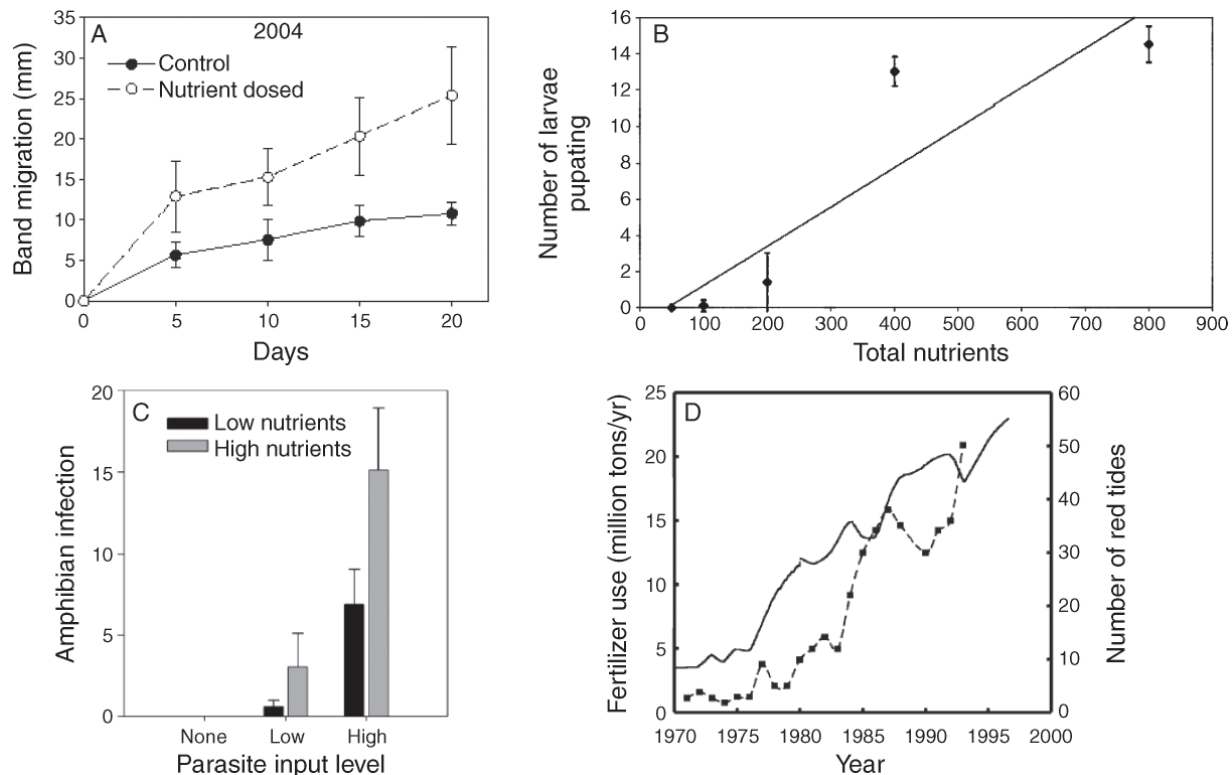 A
2004
Control
Nutrient dosed
Band migration (mm)
35
30
25
20
15
10
5
0
0 5 10 15 20
Days
B
Number of larvae
pupating
16
14
12
10
8
6
4
2
0
0 100 200 300 400 500 600 700 800 900
Total nutrients
C
Low nutrients
High nutrients
Amphibian infection
20
15
10
5
0
None Low High
Parasite input level
D
Fertilizer use (million tons/yr)
25
20
15
10
5
0
60
50
40
30
20
10
0
Number of red tides
1970 1975 1980 1985 1990 1995 2000
Year